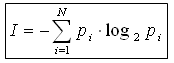 I = −∑_{i=1}^{N} p_i · log_2 p_i